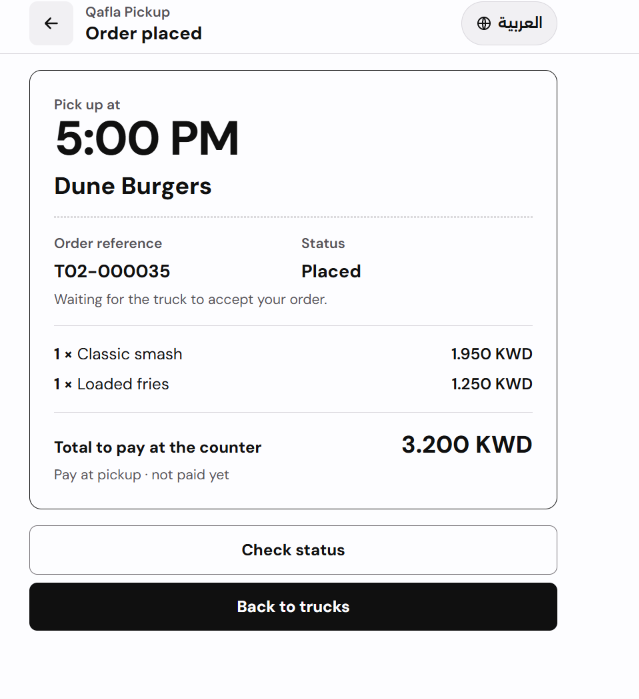 Qafla Pickup
Order placed
العربية
Pick up at
5:00 PM
Dune Burgers
Order reference
Status
T02-000035
Placed
Waiting for the truck to accept your order.
1 × Classic smash 1.950 KWD
1 × Loaded fries 1.250 KWD
Total to pay at the counter 3.200 KWD
Pay at pickup · not paid yet
Check status
Back to trucks